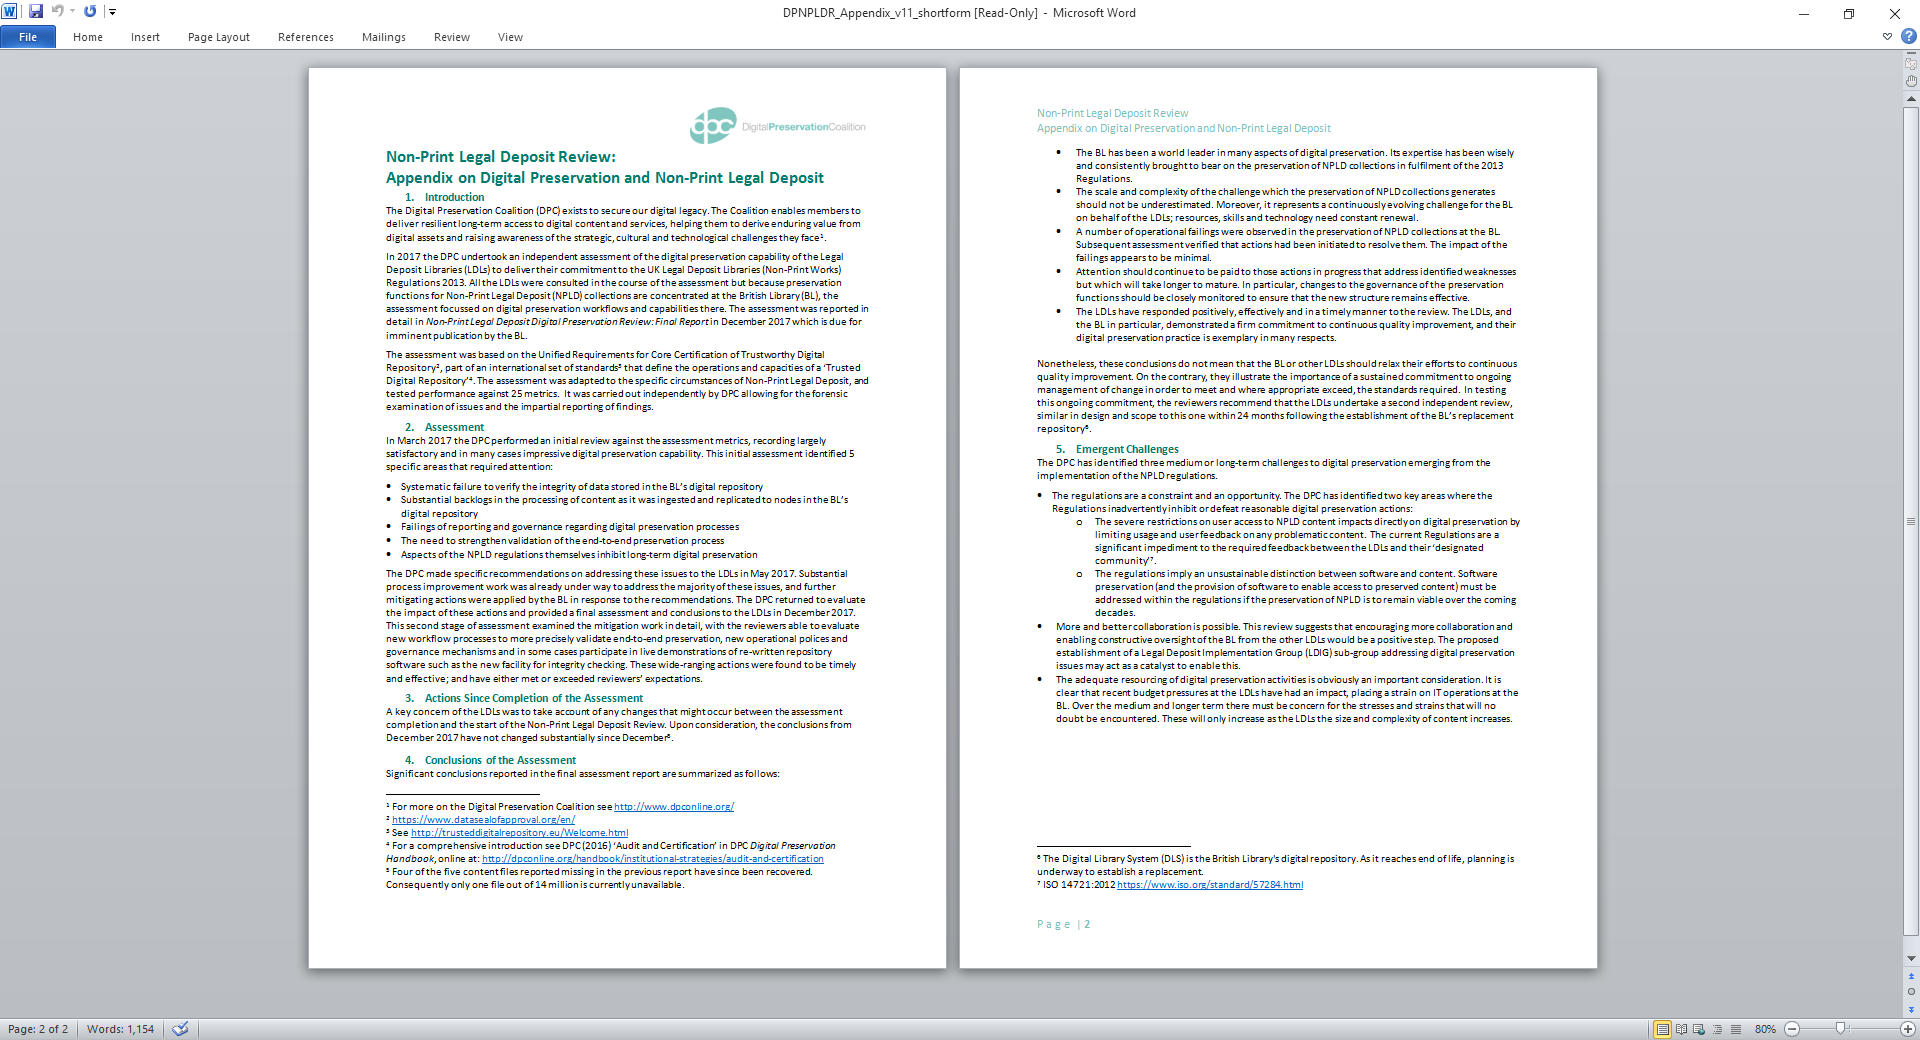 DPNPLDR_Appendix_v11_shortform [Read-Only] - Microsoft Word
File Home Insert Page Layout References Mailings Review View
dpc DigitalPreservationCoalition
Non-Print Legal Deposit Review:
Appendix on Digital Preservation and Non-Print Legal Deposit
1. Introduction
The Digital Preservation Coalition (DPC) exists to secure our digital legacy. The Coalition enables members to
deliver resilient long-term access to digital content and services, helping them to derive enduring value from
digital assets and raising awareness of the strategic, cultural and technological challenges they face¹.
In 2017 the DPC undertook an independent assessment of the digital preservation capability of the Legal
Deposit Libraries (LDLs) to deliver their commitment to the UK Legal Deposit Libraries (Non-Print Works)
Regulations 2013. All the LDLs were consulted in the course of the assessment but because preservation
functions for Non-Print Legal Deposit (NPLD) collections are concentrated at the British Library (BL), the
assessment focussed on digital preservation workflows and capabilities there. The assessment was reported in
detail in Non-Print Legal Deposit Digital Preservation Review: Final Report in December 2017 which is due for
imminent publication by the BL.
The assessment was based on the Unified Requirements for Core Certification of Trustworthy Digital
Repository², part of an international set of standards³ that define the operations and capacities of a ‘Trusted
Digital Repository’⁴. The assessment was adapted to the specific circumstances of Non-Print Legal Deposit, and
tested performance against 25 metrics. It was carried out independently by DPC allowing for the forensic
examination of issues and the impartial reporting of findings.
2. Assessment
In March 2017 the DPC performed an initial review against the assessment metrics, recording largely
satisfactory and in many cases impressive digital preservation capability. This initial assessment identified 5
specific areas that required attention:
• Systematic failure to verify the integrity of data stored in the BL’s digital repository
• Substantial backlogs in the processing of content as it was ingested and replicated to nodes in the BL’s
digital repository
• Failings of reporting and governance regarding digital preservation processes
• The need to strengthen validation of the end-to-end preservation process
• Aspects of the NPLD regulations themselves inhibit long-term digital preservation
The DPC made specific recommendations on addressing these issues to the LDLs in May 2017. Substantial
process improvement work was already under way to address the majority of these issues, and further
mitigating actions were applied by the BL in response to the recommendations. The DPC returned to evaluate
the impact of these actions and provided a final assessment and conclusions to the LDLs in December 2017.
This second stage of assessment examined the mitigation work in detail, with the reviewers able to evaluate
new workflow processes to more precisely validate end-to-end preservation, new operational polices and
governance mechanisms and in some cases participate in live demonstrations of re-written repository
software such as the new facility for integrity checking. These wide-ranging actions were found to be timely
and effective; and have either met or exceeded reviewers’ expectations.
3. Actions Since Completion of the Assessment
A key concern of the LDLs was to take account of any changes that might occur between the assessment
completion and the start of the Non-Print Legal Deposit Review. Upon consideration, the conclusions from
December 2017 have not changed substantially since December⁵.
4. Conclusions of the Assessment
Significant conclusions reported in the final assessment report are summarized as follows:
¹ For more on the Digital Preservation Coalition see http://www.dpconline.org/
² https://www.datasealofapproval.org/en/
³ See http://trusteddigitalrepository.eu/Welcome.html
⁴ For a comprehensive introduction see DPC (2016) ‘Audit and Certification’ in DPC Digital Preservation
Handbook, online at: http://dpconline.org/handbook/institutional-strategies/audit-and-certification
⁵ Four of the five content files reported missing in the previous report have since been recovered.
Consequently only one file out of 14 million is currently unavailable.
Non-Print Legal Deposit Review
Appendix on Digital Preservation and Non-Print Legal Deposit
• The BL has been a world leader in many aspects of digital preservation. Its expertise has been wisely
and consistently brought to bear on the preservation of NPLD collections in fulfilment of the 2013
Regulations.
• The scale and complexity of the challenge which the preservation of NPLD collections generates
should not be underestimated. Moreover, it represents a continuously evolving challenge for the BL
on behalf of the LDLs; resources, skills and technology need constant renewal.
• A number of operational failings were observed in the preservation of NPLD collections at the BL.
Subsequent assessment verified that actions had been initiated to resolve them. The impact of the
failings appears to be minimal.
• Attention should continue to be paid to those actions in progress that address identified weaknesses
but which will take longer to mature. In particular, changes to the governance of the preservation
functions should be closely monitored to ensure that the new structure remains effective.
• The LDLs have responded positively, effectively and in a timely manner to the review. The LDLs, and
the BL in particular, demonstrated a firm commitment to continuous quality improvement, and their
digital preservation practice is exemplary in many respects.
Nonetheless, these conclusions do not mean that the BL or other LDLs should relax their efforts to continuous
quality improvement. On the contrary, they illustrate the importance of a sustained commitment to ongoing
management of change in order to meet and where appropriate exceed, the standards required. In testing
this ongoing commitment, the reviewers recommend that the LDLs undertake a second independent review,
similar in design and scope to this one within 24 months following the establishment of the BL’s replacement
repository⁶.
5. Emergent Challenges
The DPC has identified three medium or long-term challenges to digital preservation emerging from the
implementation of the NPLD regulations.
• The regulations are a constraint and an opportunity. The DPC has identified two key areas where the
Regulations inadvertently inhibit or defeat reasonable digital preservation actions:
o The severe restrictions on user access to NPLD content impacts directly on digital preservation by
limiting usage and user feedback on any problematic content. The current Regulations are a
significant impediment to the required feedback between the LDLs and their ‘designated
community’⁷.
o The regulations imply an unsustainable distinction between software and content. Software
preservation (and the provision of software to enable access to preserved content) must be
addressed within the regulations if the preservation of NPLD is to remain viable over the coming
decades.
• More and better collaboration is possible. This review suggests that encouraging more collaboration and
enabling constructive oversight of the BL from the other LDLs would be a positive step. The proposed
establishment of a Legal Deposit Implementation Group (LDIG) sub-group addressing digital preservation
issues may act as a catalyst to enable this.
• The adequate resourcing of digital preservation activities is obviously an important consideration. It is
clear that recent budget pressures at the LDLs have had an impact, placing a strain on IT operations at the
BL. Over the medium and longer term there must be concern for the stresses and strains that will no
doubt be encountered. These will only increase as the LDLs the size and complexity of content increases.
⁶ The Digital Library System (DLS) is the British Library’s digital repository. As it reaches end of life, planning is
underway to establish a replacement.
⁷ ISO 14721:2012 https://www.iso.org/standard/57284.html
Page | 2
Page: 2 of 2 Words: 1,154 80%